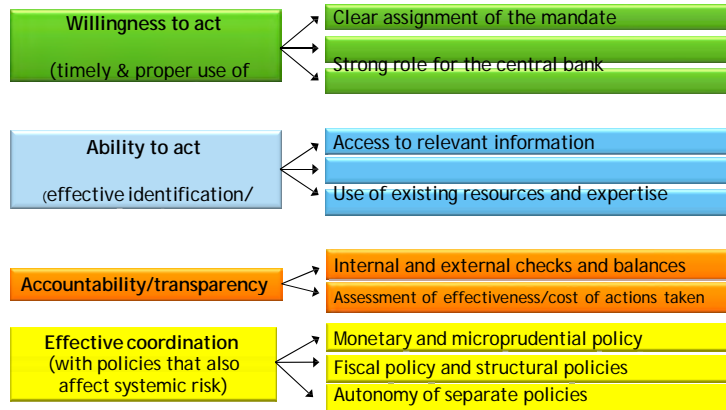 Willingness to act
(timely & proper use of
Clear assignment of the mandate
Strong role for the central bank
Ability to act
(effective identification/
Access to relevant information
Use of existing resources and expertise
Accountability/transparency
Internal and external checks and balances
Assessment of effectiveness/cost of actions taken
Effective coordination
(with policies that also
affect systemic risk)
Monetary and microprudential policy
Fiscal policy and structural policies
Autonomy of separate policies